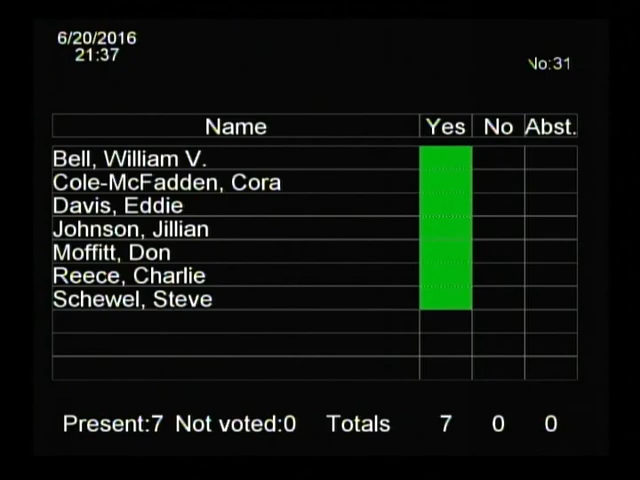 6/20/2016
21:37
No:31
Name Yes No Abst.
Bell, William V.
Cole-McFadden, Cora
Davis, Eddie
Johnson, Jillian
Moffitt, Don
Reece, Charlie
Schewel, Steve
Present:7 Not voted:0 Totals 7 0 0